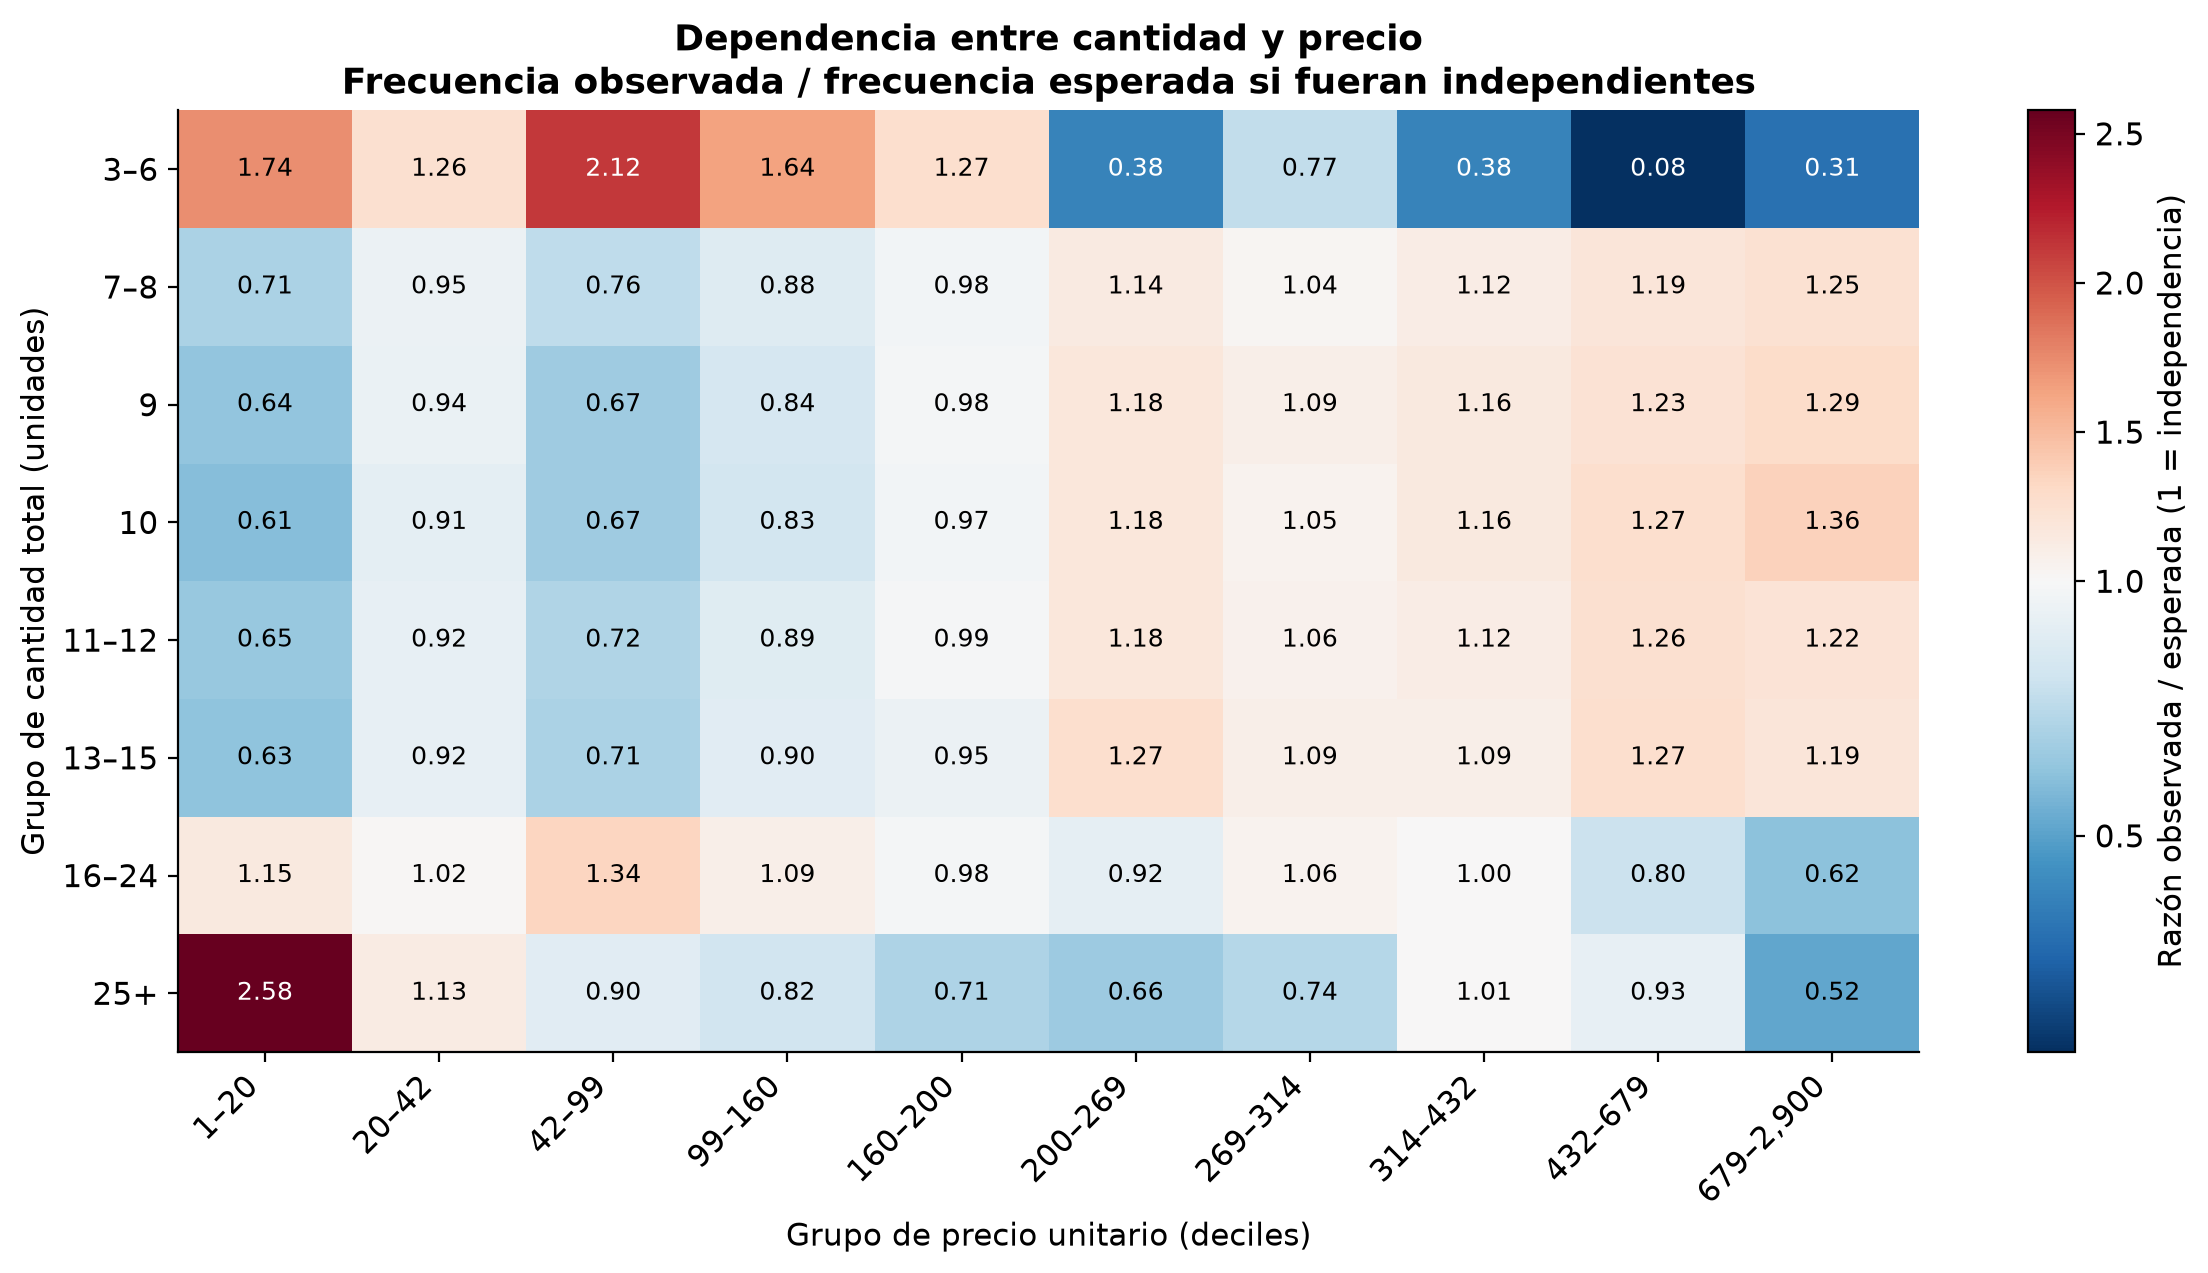 Dependencia entre cantidad y precio
Frecuencia observada / frecuencia esperada si fueran independientes
Grupo de cantidad total (unidades)
3–6 1.74 1.26 2.12 1.64 1.27 0.38 0.77 0.38 0.08 0.31
7–8 0.71 0.95 0.76 0.88 0.98 1.14 1.04 1.12 1.19 1.25
9 0.64 0.94 0.67 0.84 0.98 1.18 1.09 1.16 1.23 1.29
10 0.61 0.91 0.67 0.83 0.97 1.18 1.05 1.16 1.27 1.36
11–12 0.65 0.92 0.72 0.89 0.99 1.18 1.06 1.12 1.26 1.22
13–15 0.63 0.92 0.71 0.90 0.95 1.27 1.09 1.09 1.27 1.19
16–24 1.15 1.02 1.34 1.09 0.98 0.92 1.06 1.00 0.80 0.62
25+ 2.58 1.13 0.90 0.82 0.71 0.66 0.74 1.01 0.93 0.52
1–20 20–42 42–99 99–160 160–200 200–269 269–314 314–432 432–679 679–2,900
Grupo de precio unitario (deciles)
2.5
2.0
1.5
1.0
0.5
Razón observada / esperada (1 = independencia)